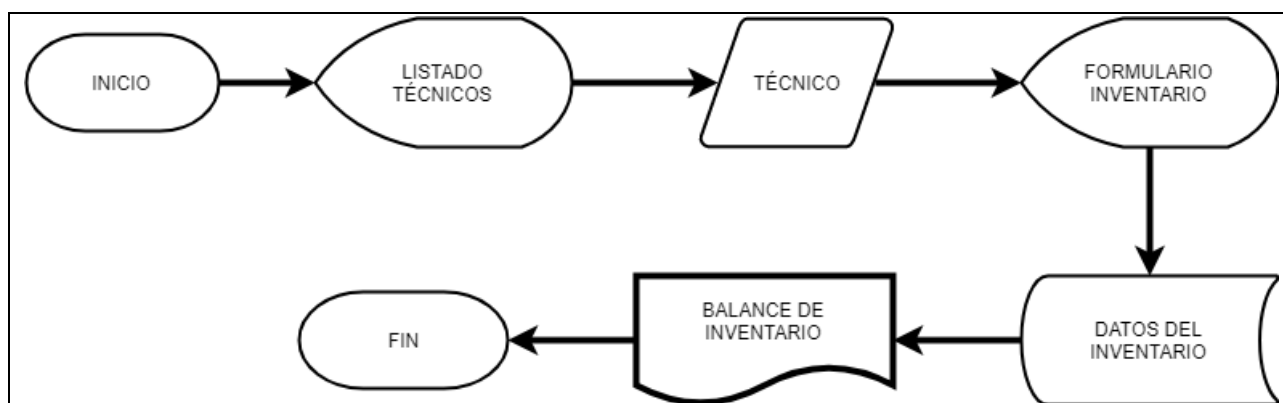 INICIO
LISTADO
TÉCNICOS
TÉCNICO
FORMULARIO
INVENTARIO
DATOS DEL
INVENTARIO
BALANCE DE
INVENTARIO
FIN